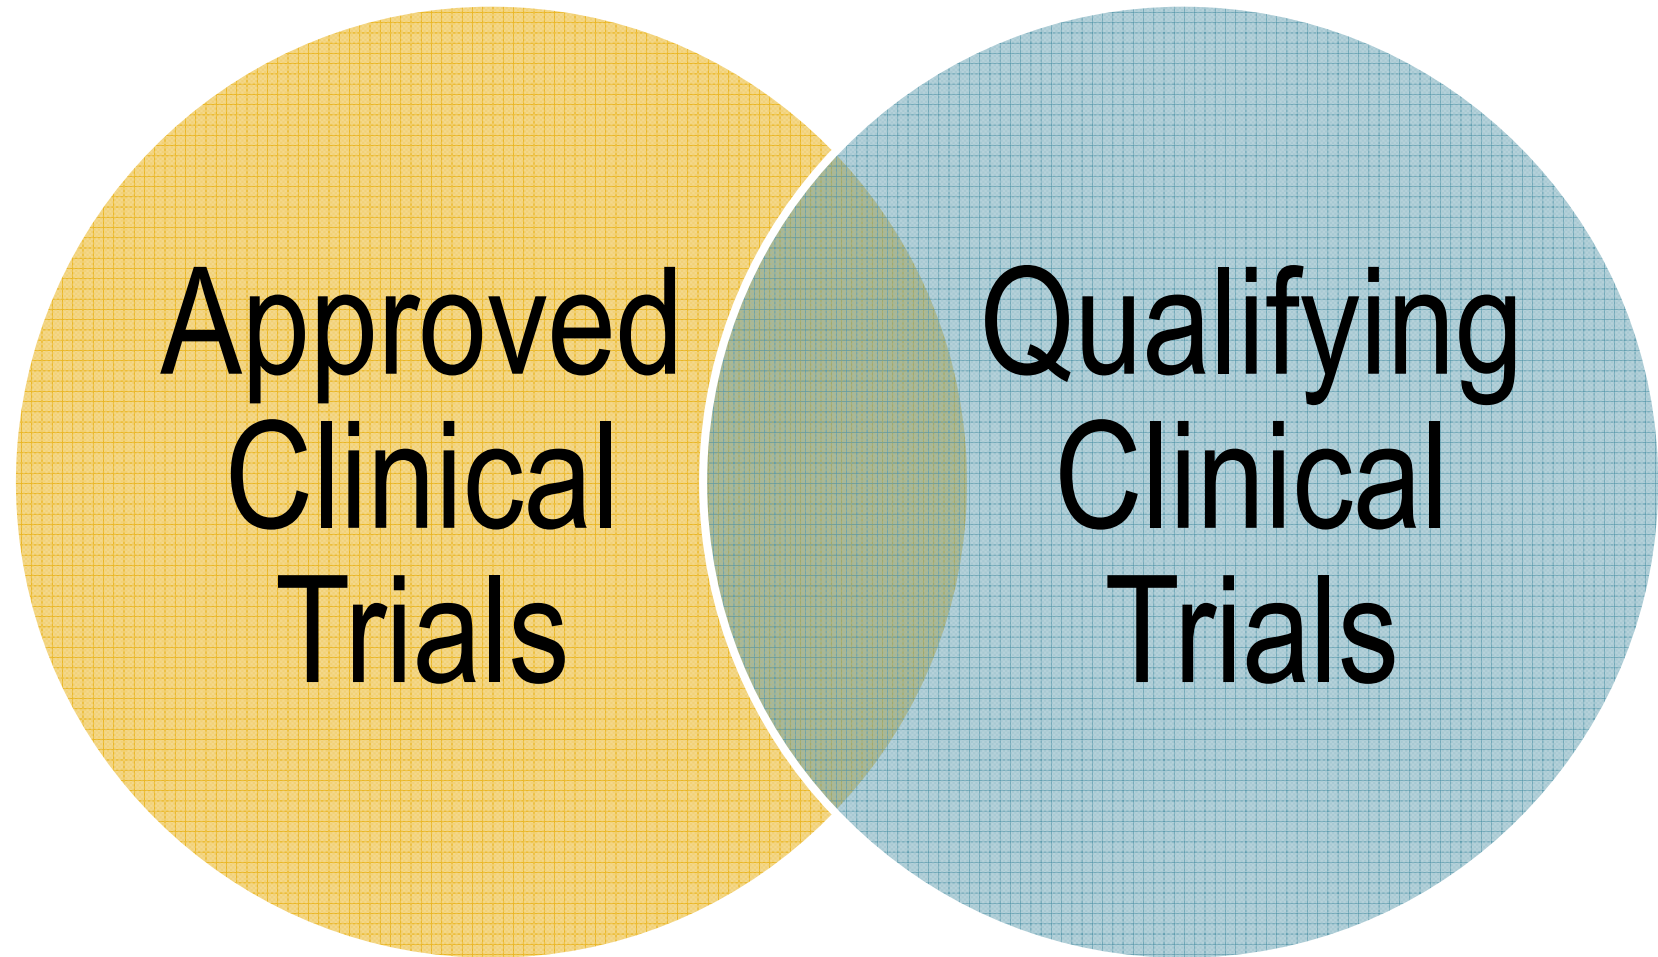 Approved
Clinical
Trials
Qualifying
Clinical
Trials